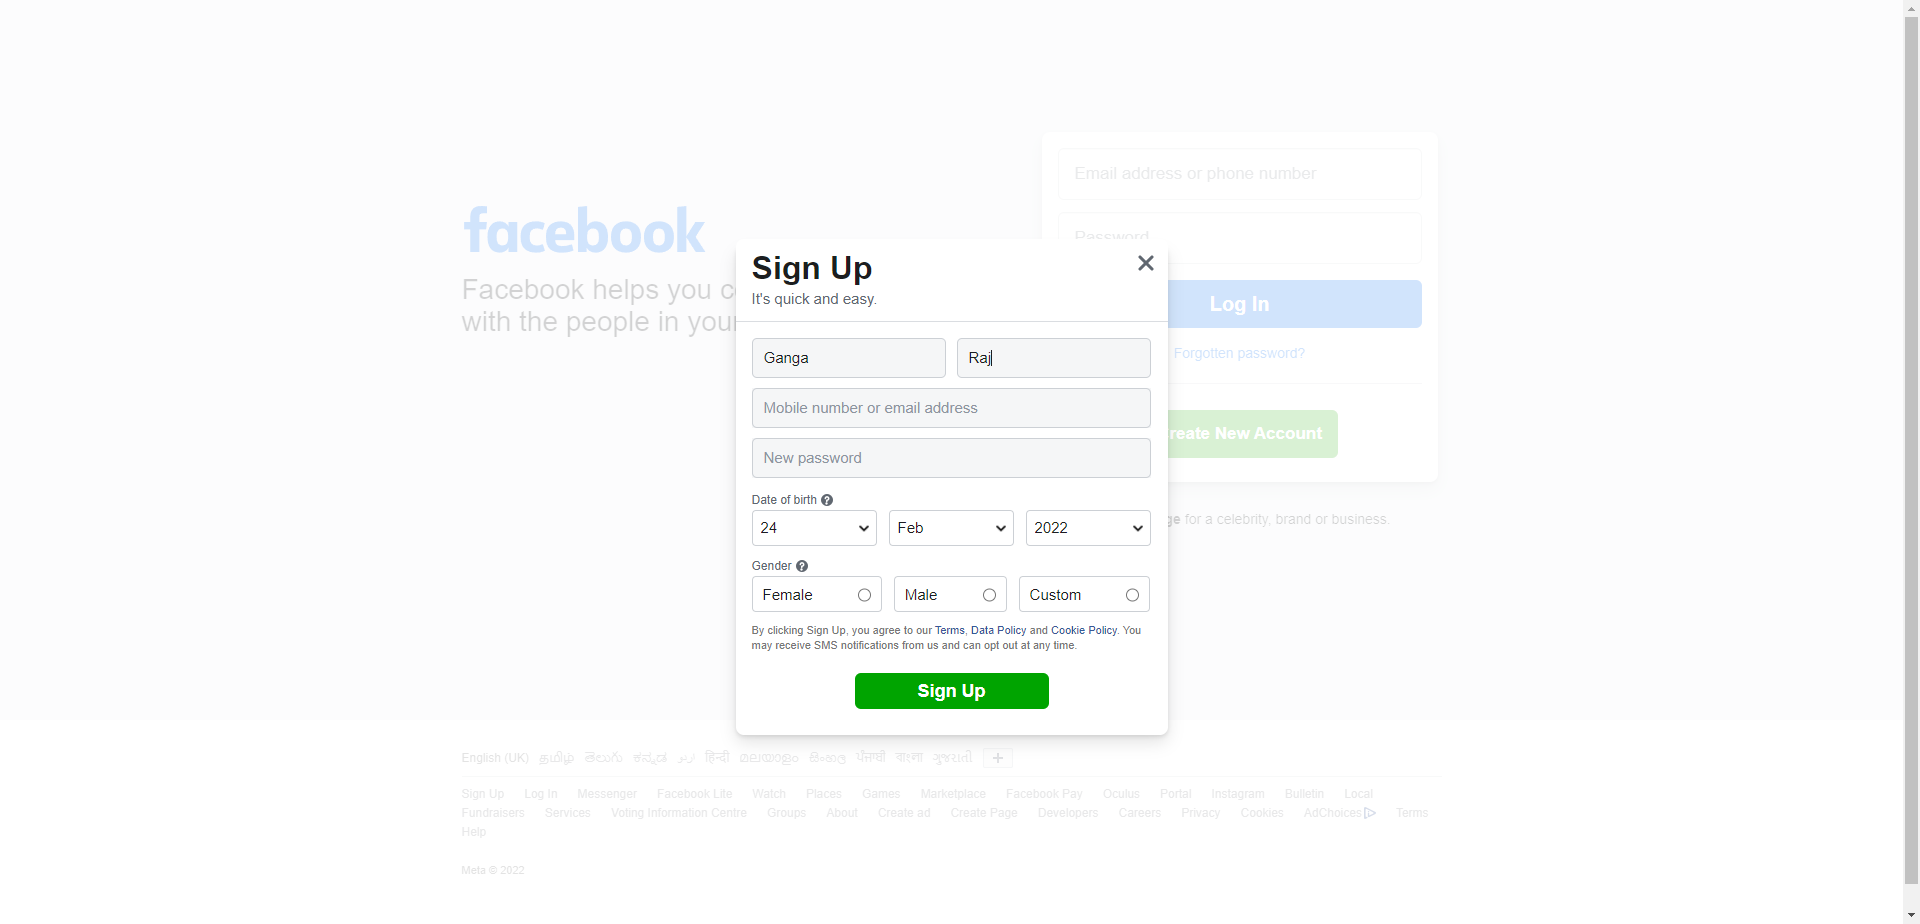 Email address or phone number
facebook
Password
Sign Up
It's quick and easy.
Facebook helps you c
with the people in your
Log In
Ganga Raj
Forgotten password?
Mobile number or email address
reate New Account
New password
Date of birth
24 Feb 2022
ge for a celebrity, brand or business.
Gender
Female Male Custom
By clicking Sign Up, you agree to our Terms, Data Policy and Cookie Policy. You
may receive SMS notifications from us and can opt out at any time.
Sign Up
English (UK) தமிழ் తెలుగు ಕನ್ನಡ اردو हिन्दी മലയാളം සිංහල ਪੰਜਾਬੀ বাংলা ગુજરાતી
Sign Up Log In Messenger Facebook Lite Watch Places Games Marketplace Facebook Pay Oculus Portal Instagram Bulletin Local
Fundraisers Services Voting Information Centre Groups About Create ad Create Page Developers Careers Privacy Cookies AdChoices Terms
Help
Meta © 2022